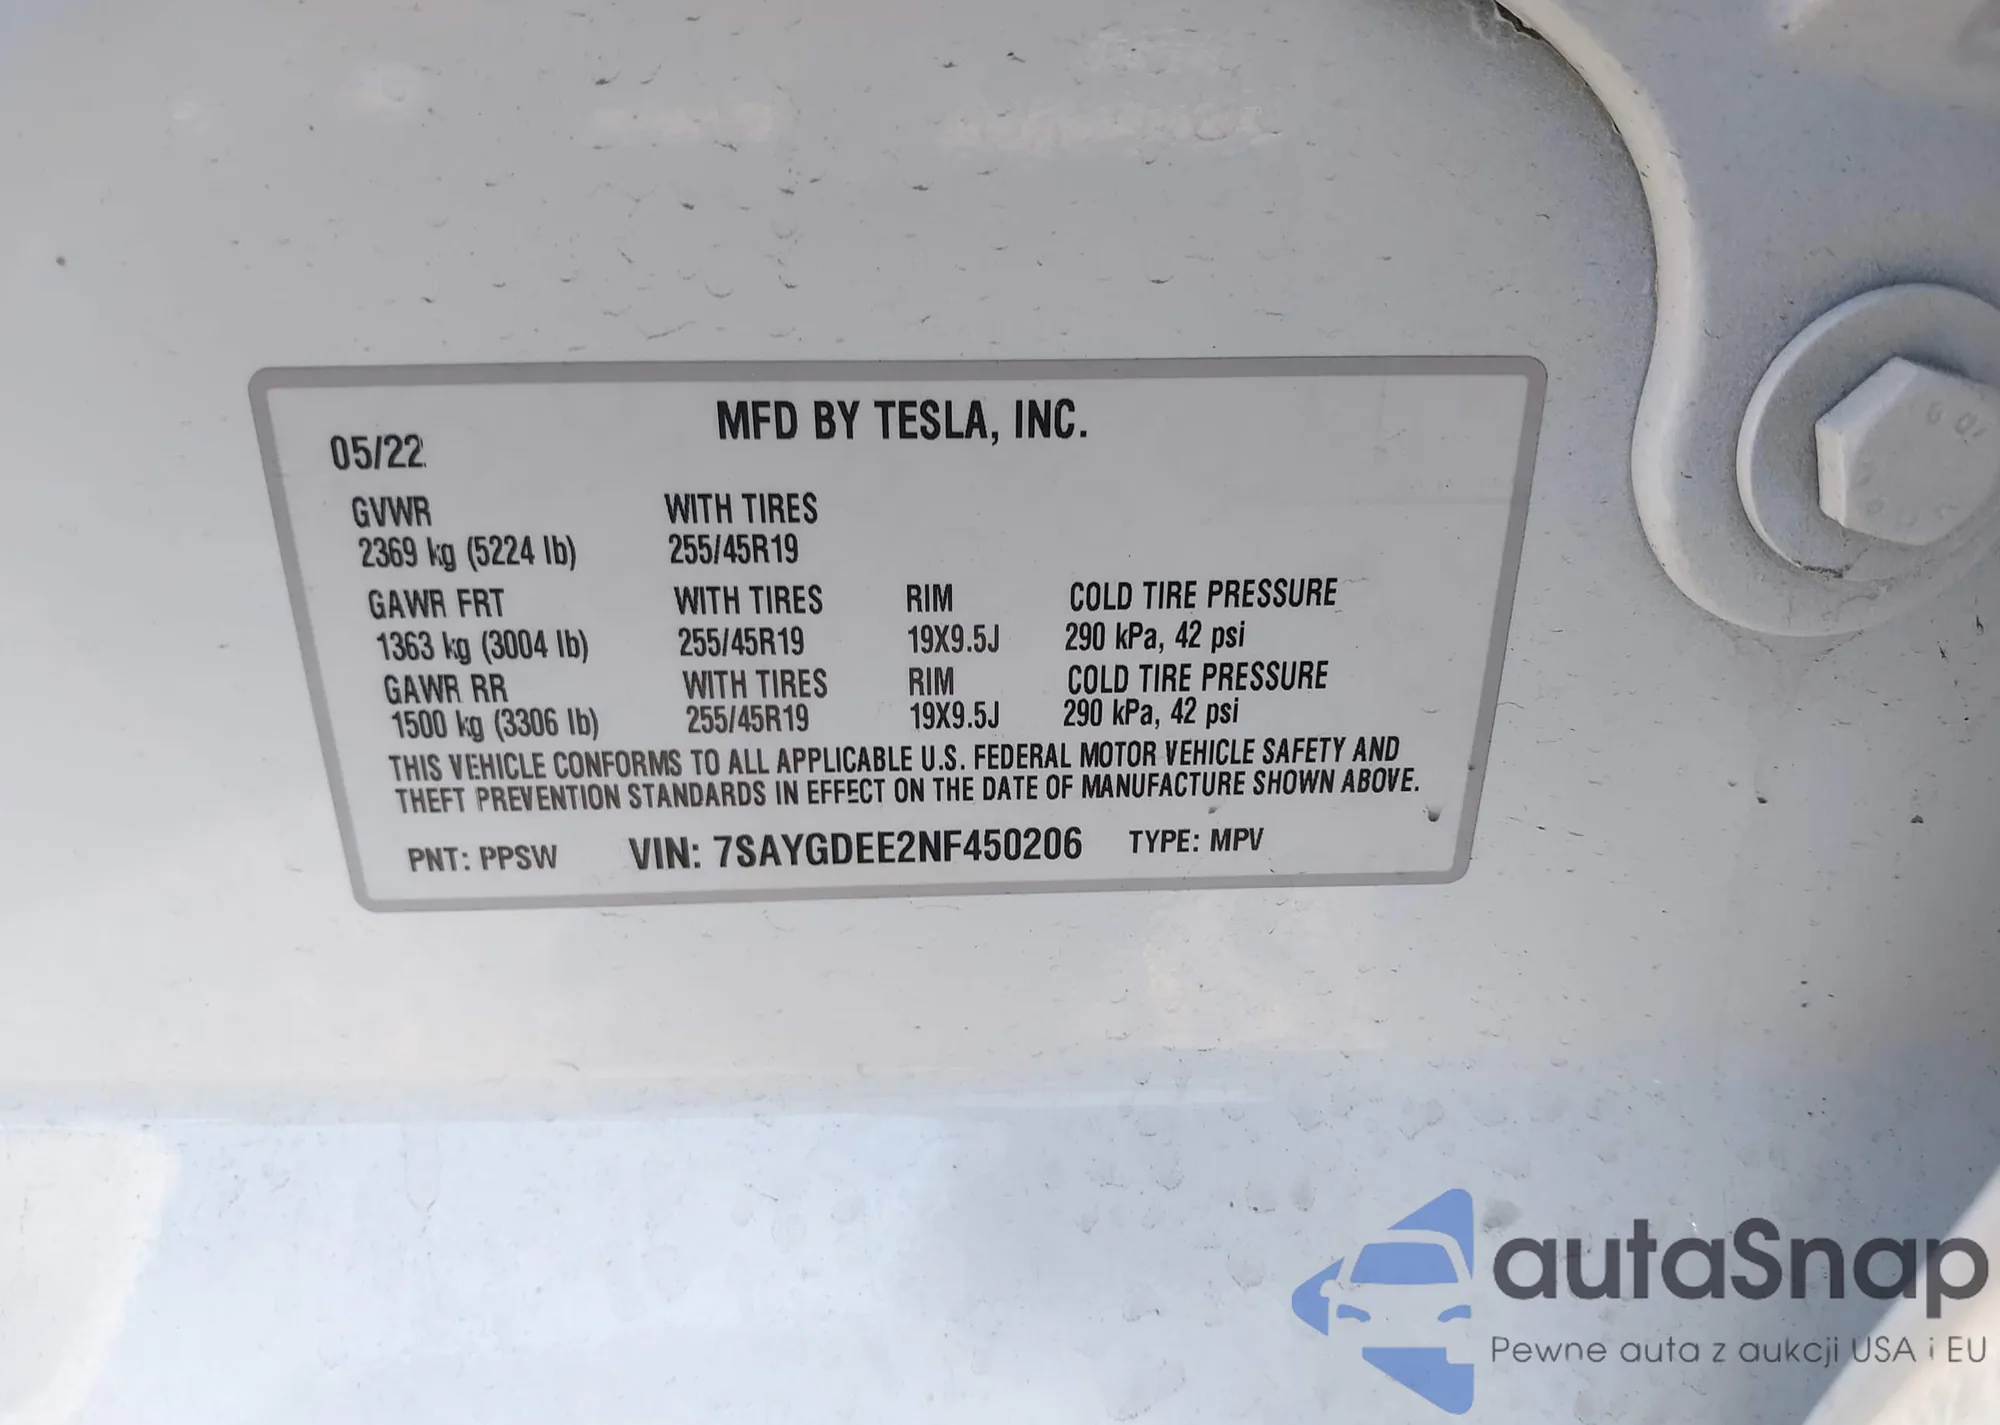 MFD BY TESLA, INC.
05/22
GVWR WITH TIRES
2369 kg (5224 lb) 255/45R19
GAWR FRT WITH TIRES RIM COLD TIRE PRESSURE
1363 kg (3004 lb) 255/45R19 19X9.5J 290 kPa, 42 psi
GAWR RR WITH TIRES RIM COLD TIRE PRESSURE
1500 kg (3306 lb) 255/45R19 19X9.5J 290 kPa, 42 psi
THIS VEHICLE CONFORMS TO ALL APPLICABLE U.S. FEDERAL MOTOR VEHICLE SAFETY AND
THEFT PREVENTION STANDARDS IN EFFECT ON THE DATE OF MANUFACTURE SHOWN ABOVE.
PNT: PPSW VIN: 7SAYGDEE2NF450206 TYPE: MPV
autaSnap
Pewne auta z aukcji USA i EU